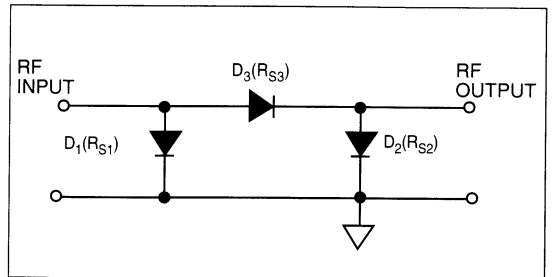 RF
INPUT
D3(RS3)
RF
OUTPUT
D1(RS1)
D2(RS2)